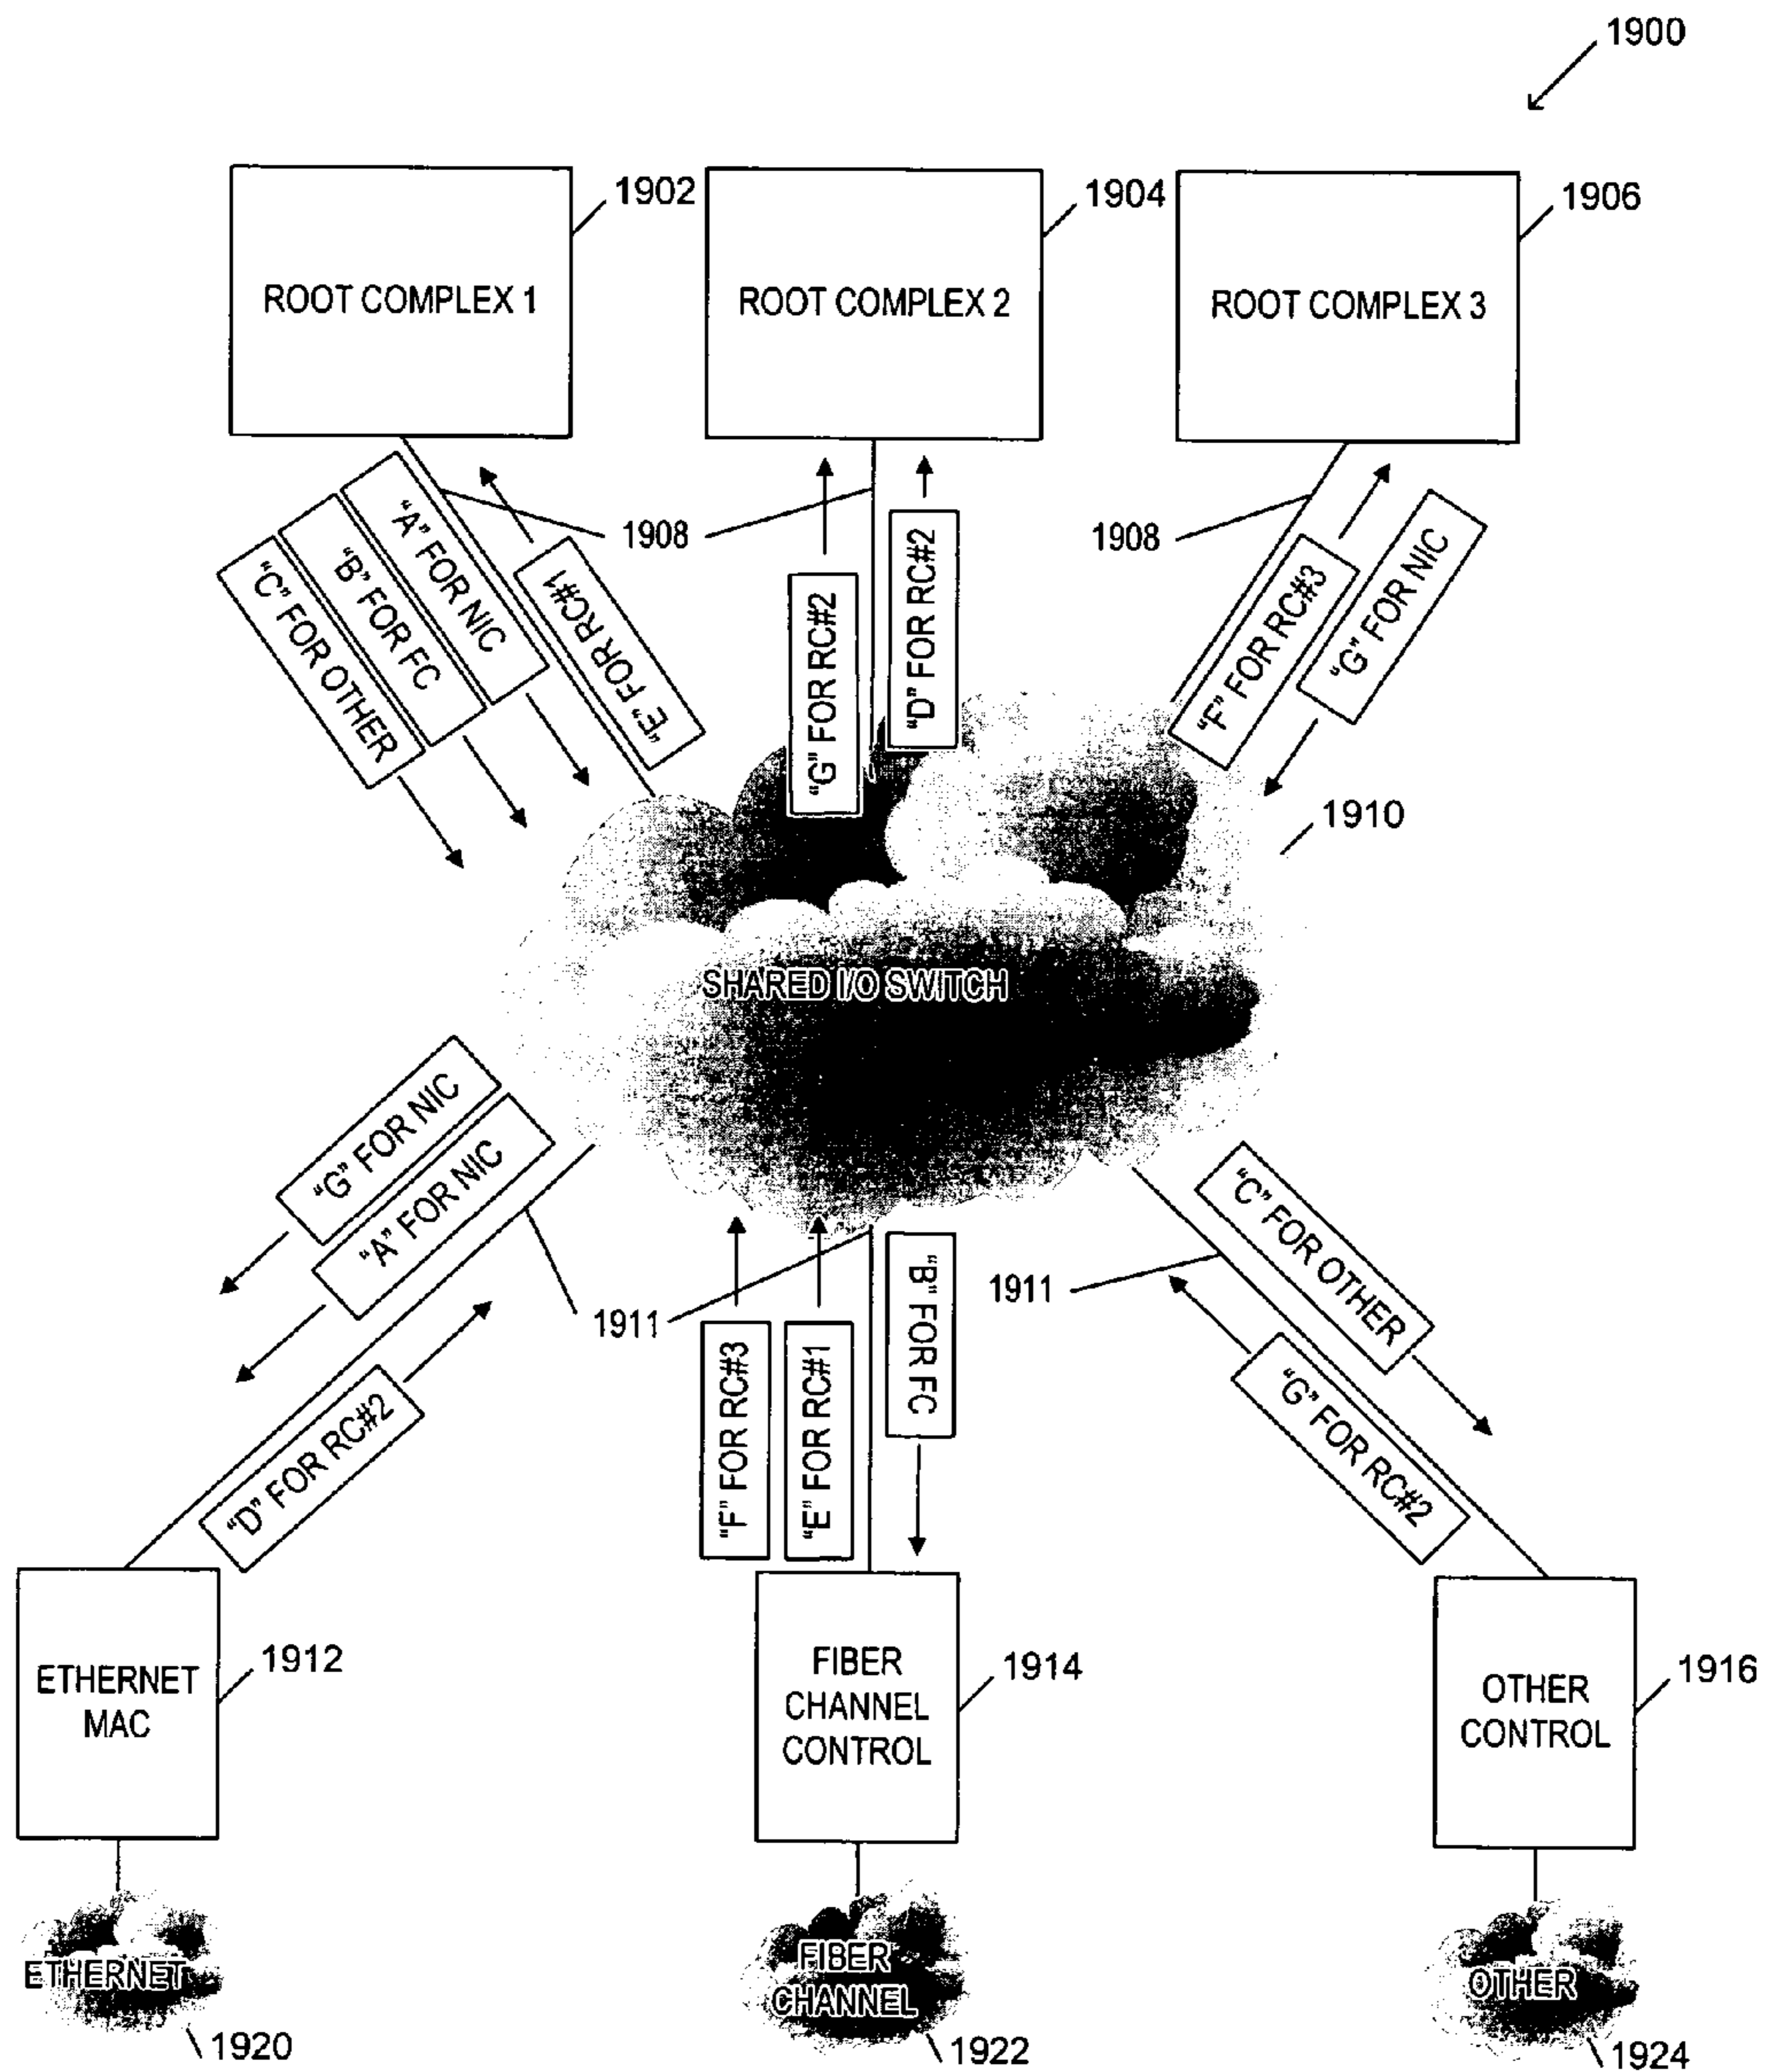 1900
1902
1904
1906
ROOT COMPLEX 1
ROOT COMPLEX 2
ROOT COMPLEX 3
"A" FOR NIC
"B" FOR FC
"C" FOR OTHER
"E" FOR RC#1
1908
"G" FOR RC#2
"D" FOR RC#2
1908
"F" FOR RC#3
"G" FOR NIC
1910
SHARED I/O SWITCH
"G" FOR NIC
"A" FOR NIC
"D" FOR RC#2
1911
"F" FOR RC#3
"E" FOR RC#1
"B" FOR FC
1911
"C" FOR OTHER
"G" FOR RC#2
ETHERNET
MAC
1912
FIBER
CHANNEL
CONTROL
1914
OTHER
CONTROL
1916
ETHERNET
1920
FIBER
CHANNEL
1922
OTHER
1924